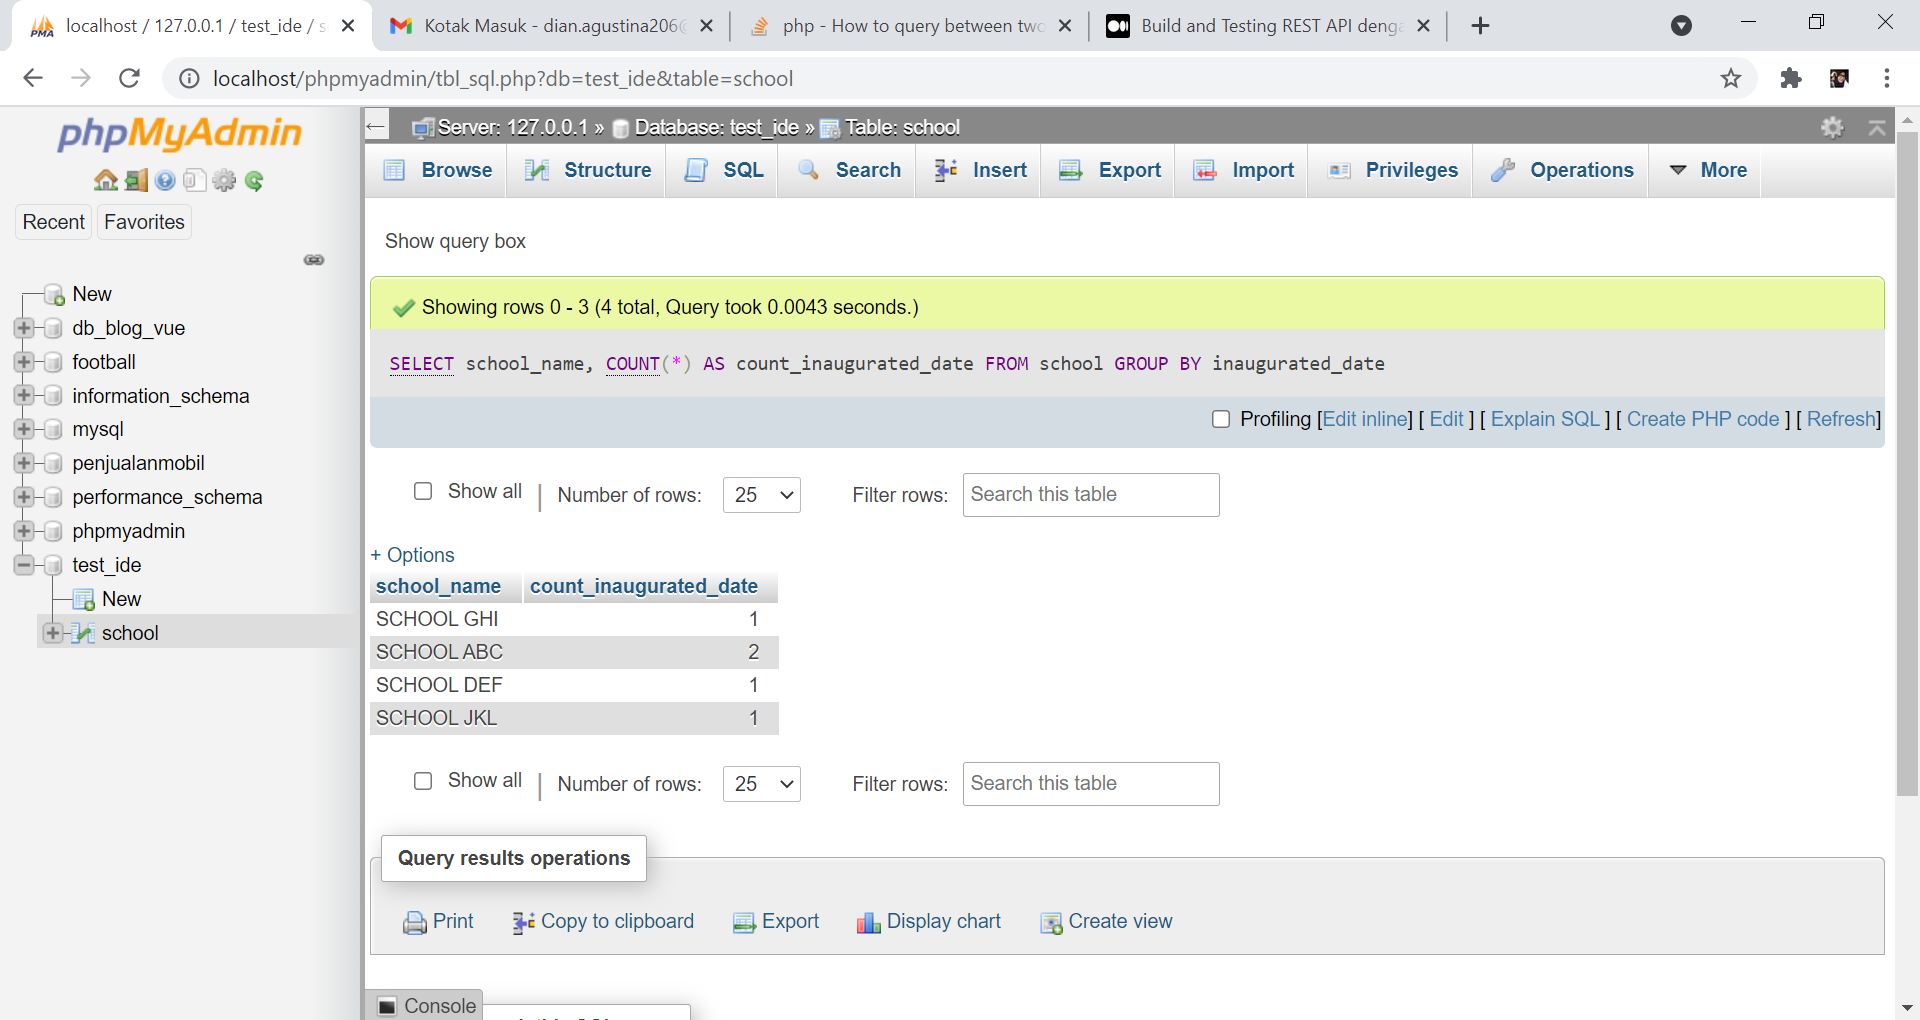 localhost / 127.0.0.1 / test_ide / s
Kotak Masuk - dian.agustina206@
php - How to query between two
Build and Testing REST API denga
localhost/phpmyadmin/tbl_sql.php?db=test_ide&table=school
phpMyAdmin
Recent
Favorites
New
db_blog_vue
football
information_schema
mysql
penjualanmobil
performance_schema
phpmyadmin
test_ide
New
school
Server: 127.0.0.1 » Database: test_ide » Table: school
Browse Structure SQL Search Insert Export Import Privileges Operations More
Show query box
Showing rows 0 - 3 (4 total, Query took 0.0043 seconds.)
SELECT school_name, COUNT(*) AS count_inaugurated_date FROM school GROUP BY inaugurated_date
Profiling [Edit inline] [ Edit ] [ Explain SQL ] [ Create PHP code ] [ Refresh]
Show all | Number of rows: 25 Filter rows: Search this table
+ Options
school_name count_inaugurated_date
SCHOOL GHI 1
SCHOOL ABC 2
SCHOOL DEF 1
SCHOOL JKL 1
Show all | Number of rows: 25 Filter rows: Search this table
Query results operations
Print Copy to clipboard Export Display chart Create view
Console